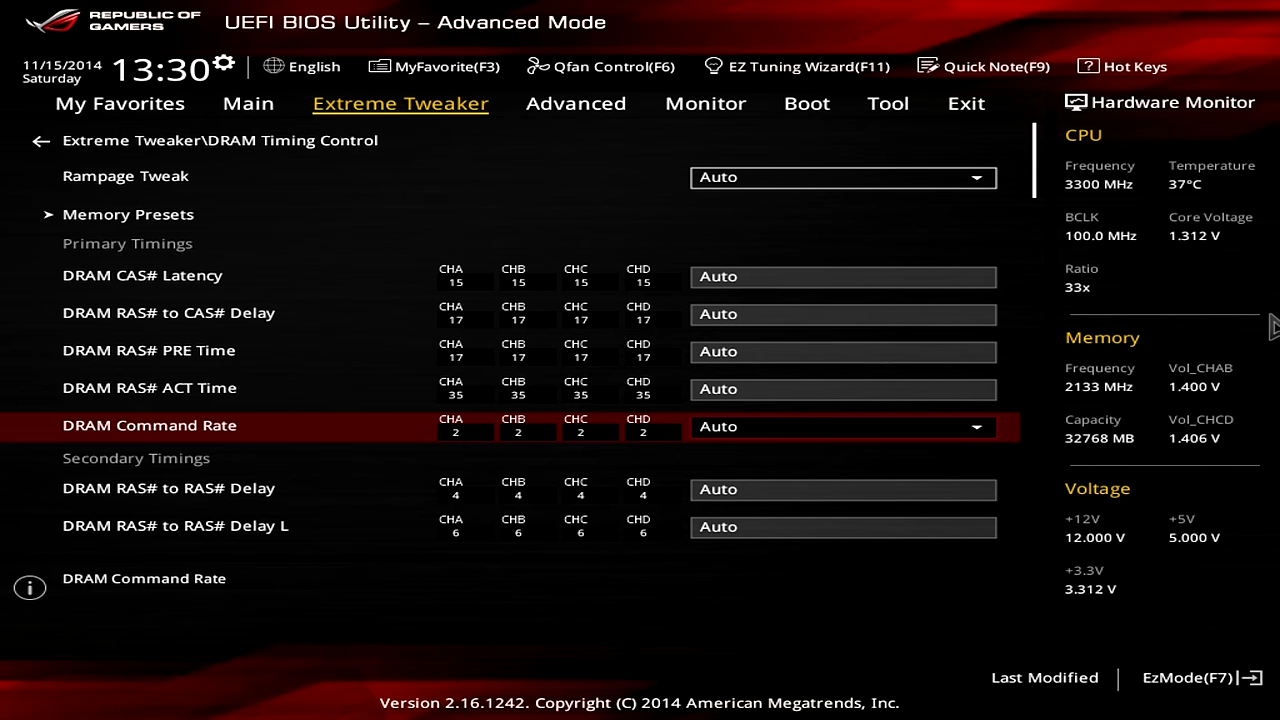 REPUBLIC OF
GAMERS
UEFI BIOS Utility – Advanced Mode
11/15/2014
Saturday
13:30
English
MyFavorite(F3)
Qfan Control(F6)
EZ Tuning Wizard(F11)
Quick Note(F9)
? Hot Keys
My Favorites Main Extreme Tweaker Advanced Monitor Boot Tool Exit
Extreme Tweaker\DRAM Timing Control
Rampage Tweak Auto
Memory Presets
Primary Timings
CHA CHB CHC CHD
DRAM CAS# Latency 15 15 15 15 Auto
CHA CHB CHC CHD
DRAM RAS# to CAS# Delay 17 17 17 17 Auto
CHA CHB CHC CHD
DRAM RAS# PRE Time 17 17 17 17 Auto
CHA CHB CHC CHD
DRAM RAS# ACT Time 35 35 35 35 Auto
CHA CHB CHC CHD
DRAM Command Rate 2 2 2 2 Auto
Secondary Timings
CHA CHB CHC CHD
DRAM RAS# to RAS# Delay 4 4 4 4 Auto
CHA CHB CHC CHD
DRAM RAS# to RAS# Delay L 6 6 6 6 Auto
i DRAM Command Rate
Hardware Monitor
CPU
Frequency Temperature
3300 MHz 37°C
BCLK Core Voltage
100.0 MHz 1.312 V
Ratio
33x
Memory
Frequency Vol_CHAB
2133 MHz 1.400 V
Capacity Vol_CHCD
32768 MB 1.406 V
Voltage
+12V +5V
12.000 V 5.000 V
+3.3V
3.312 V
Last Modified
EzMode(F7)
Version 2.16.1242. Copyright (C) 2014 American Megatrends, Inc.